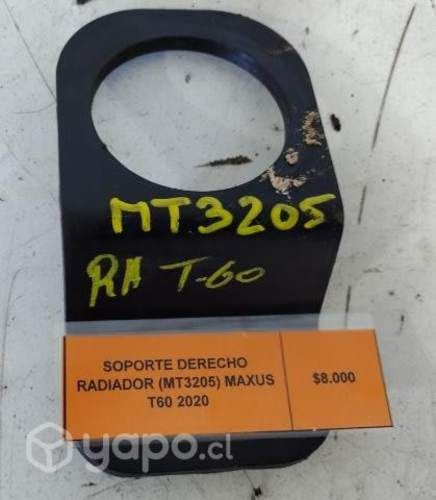 MT3205
RH T-60
SOPORTE DERECHO
RADIADOR (MT3205) MAXUS
T60 2020
$8.000
yapo.cl